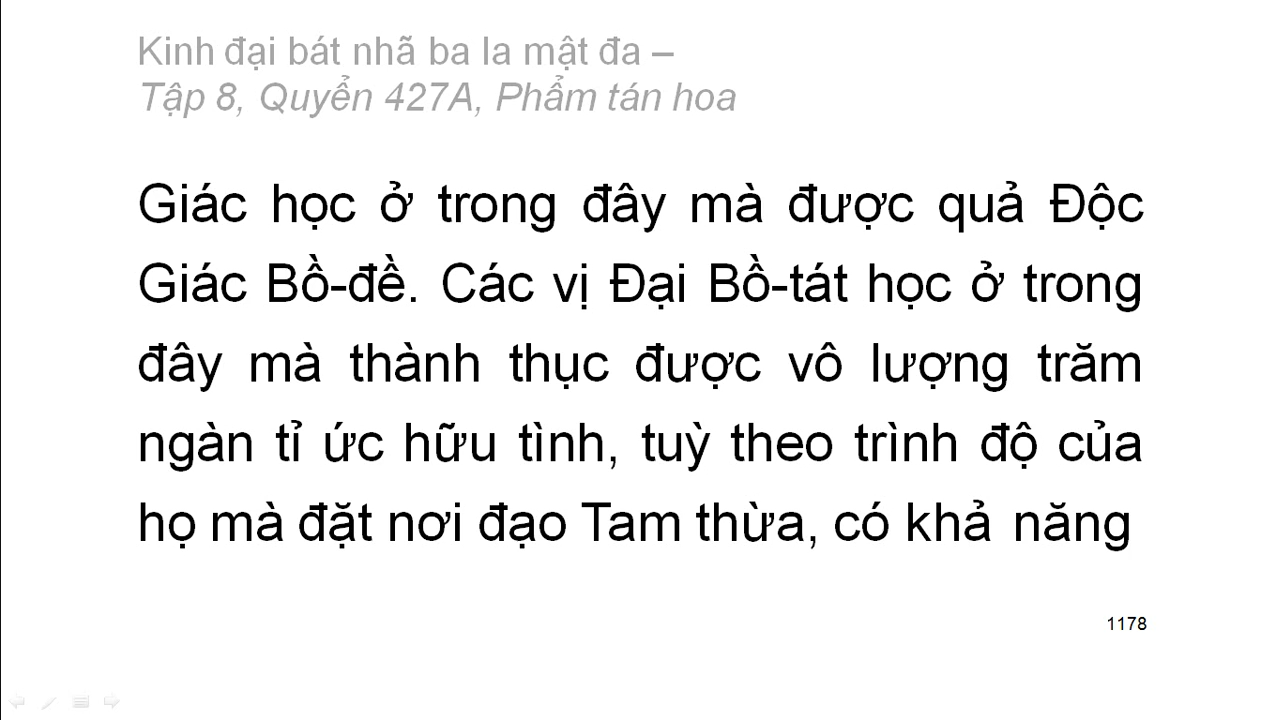 Kinh đại bát nhã ba la mật đa –
Tập 8, Quyển 427A, Phẩm tán hoa
Giác học ở trong đây mà được quả Độc
Giác Bồ-đề. Các vị Đại Bồ-tát học ở trong
đây mà thành thục được vô lượng trăm
ngàn tỉ ức hữu tình, tuỳ theo trình độ của
họ mà đặt nơi đạo Tam thừa, có khả năng
1178